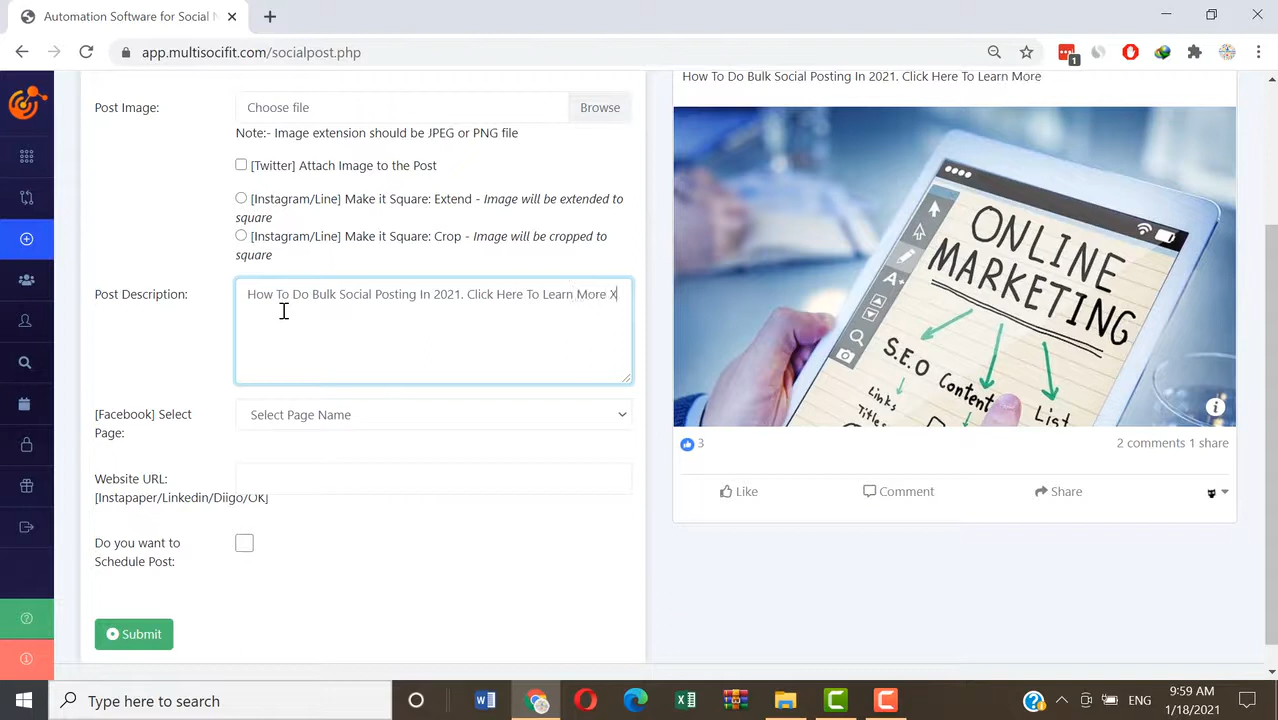 Automation Software for Social N
app.multisocifit.com/socialpost.php
1
How To Do Bulk Social Posting In 2021. Click Here To Learn More
Post Image:
Choose file
Browse
Note:- Image extension should be JPEG or PNG file
[Twitter] Attach Image to the Post
[Instagram/Line] Make it Square: Extend - Image will be extended to
square
[Instagram/Line] Make it Square: Crop - Image will be cropped to
square
Post Description:
How To Do Bulk Social Posting In 2021. Click Here To Learn More X
[Facebook] Select
Page:
Select Page Name
Website URL:
[Instapaper/Linkedin/Diigo/OK]
Do you want to
Schedule Post:
Submit
ONLINE
MARKETING
A+
S.E.O
Content
List
Links
Titles
3
2 comments 1 share
Like
Comment
Share
Type here to search
ENG
9:59 AM
1/18/2021